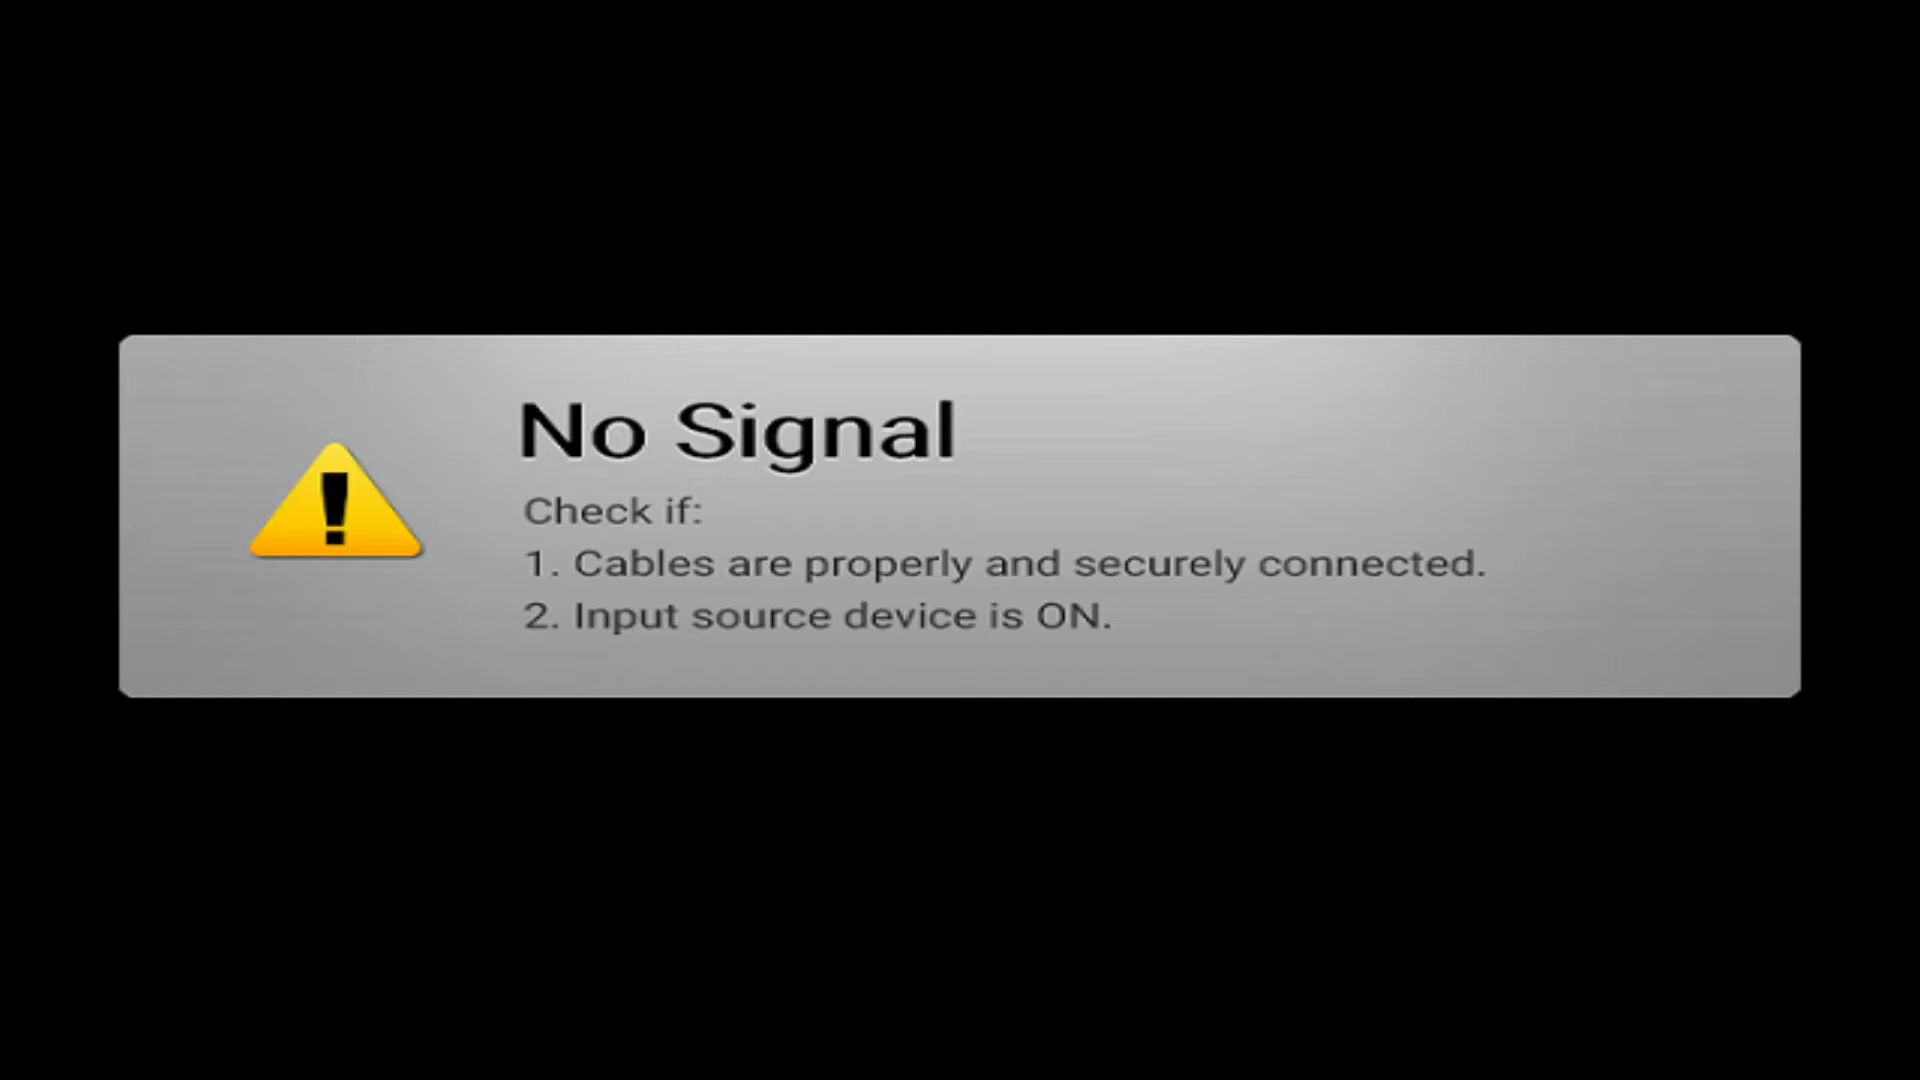 No Signal
Check if:
1. Cables are properly and securely connected.
2. Input source device is ON.